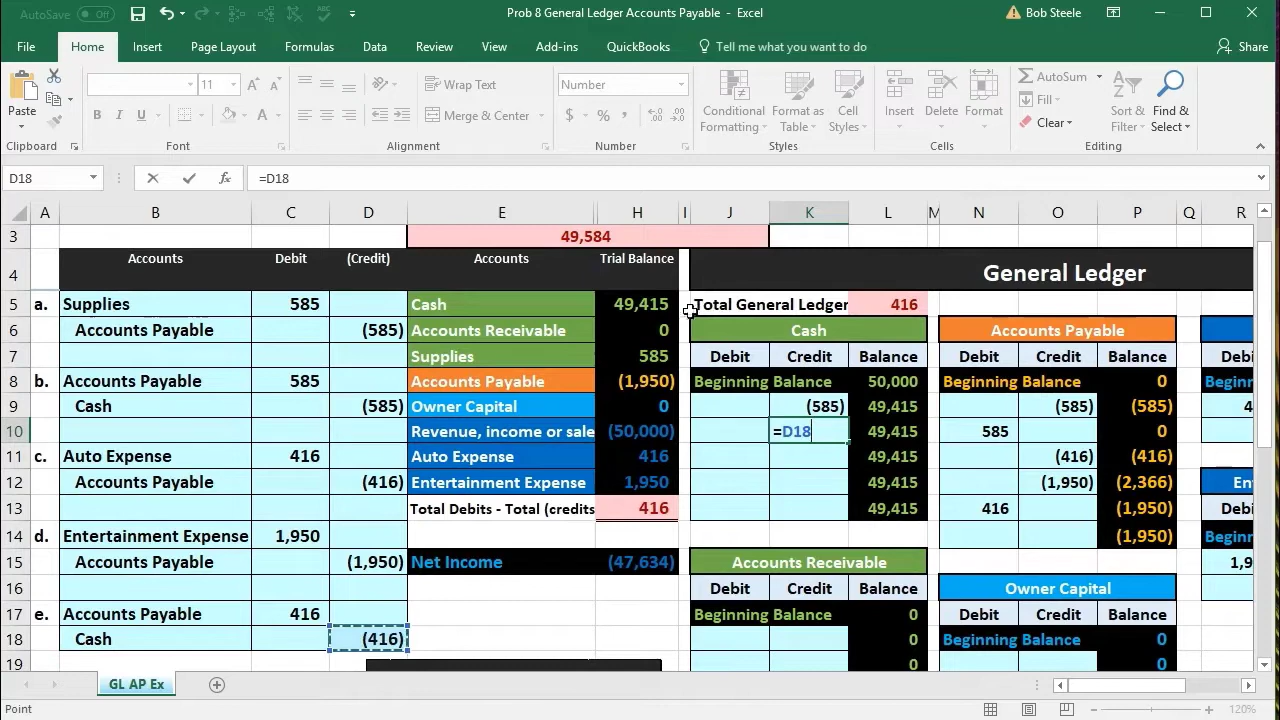 AutoSave Off Prob 8 General Ledger Accounts Payable - Excel Bob Steele
File Home Insert Page Layout Formulas Data Review View Add-ins QuickBooks Tell me what you want to do Share
Paste 11 Wrap Text Number AutoSum
B I U A Merge & Center $ % , Conditional Formatting Format as Table Cell Styles Insert Delete Format Fill Clear Sort & Filter Find & Select
Clipboard Font Alignment Number Styles Cells Editing
D18 fx =D18
A B C D E H I J K L M N O P Q R
3 49,584
4 Accounts Debit (Credit) Accounts Trial Balance General Ledger
5 a. Supplies 585 Cash 49,415 Total General Ledger 416
6 Accounts Payable (585) Accounts Receivable 0 Cash Accounts Payable
7 Supplies 585 Debit Credit Balance Debit Credit Balance Debi
8 b. Accounts Payable 585 Accounts Payable (1,950) Beginning Balance 50,000 Beginning Balance 0 Beginn
9 Cash (585) Owner Capital 0 (585) 49,415 (585) (585) 4
10 Revenue, income or sale (50,000) =D18 49,415 585 0
11 c. Auto Expense 416 Auto Expense 416 49,415 (416) (416)
12 Accounts Payable (416) Entertainment Expense 1,950 49,415 (1,950) (2,366) En
13 Total Debits - Total (credits 416 49,415 416 (1,950) Debi
14 d. Entertainment Expense 1,950 (1,950) Beginn
15 Accounts Payable (1,950) Net Income (47,634) Accounts Receivable 1,9
16 Debit Credit Balance Owner Capital
17 e. Accounts Payable 416 Beginning Balance 0 Debit Credit Balance
18 Cash (416) 0 Beginning Balance 0
19 0 0
GL AP Ex
Point 120%